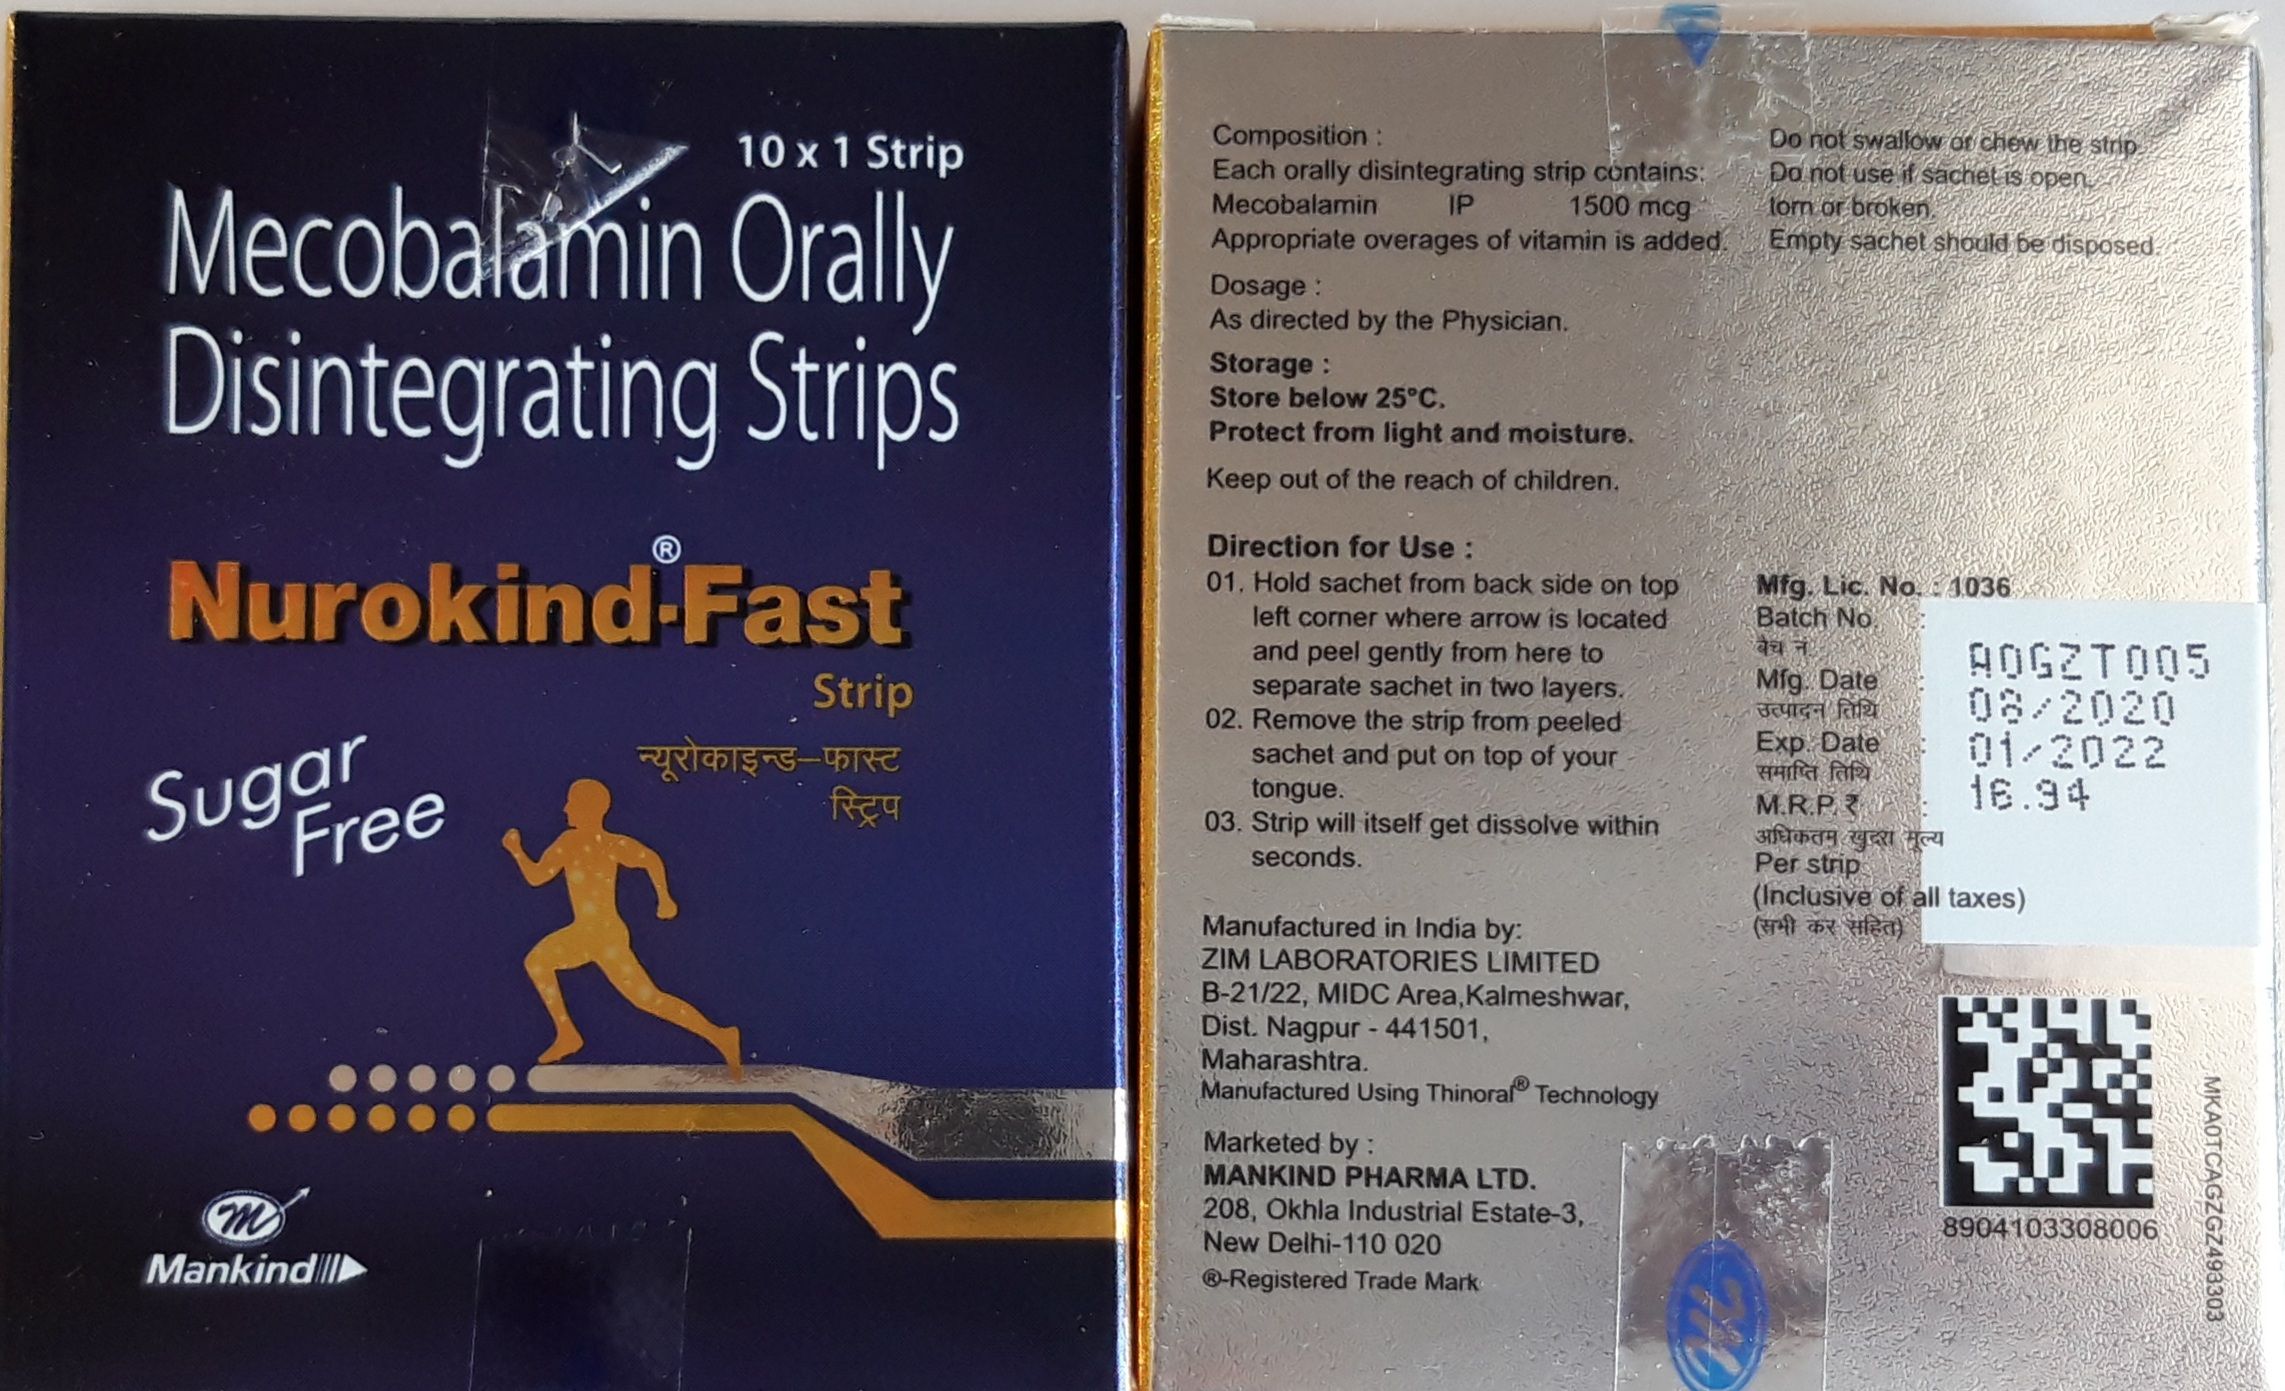 10 x 1 Strip
Mecobalamin Orally
Disintegrating Strips
Nurokind®-Fast
Strip
न्यूरोकाइन्ड–फास्ट
स्ट्रिप
Sugar
Free
Mankind
Composition :
Each orally disintegrating strip contains:
Mecobalamin IP 1500 mcg
Appropriate overages of vitamin is added.
Dosage :
As directed by the Physician.
Storage :
Store below 25°C.
Protect from light and moisture.
Keep out of the reach of children.
Direction for Use :
01. Hold sachet from back side on top
left corner where arrow is located
and peel gently from here to
separate sachet in two layers.
02. Remove the strip from peeled
sachet and put on top of your
tongue.
03. Strip will itself get dissolve within
seconds.
Manufactured in India by:
ZIM LABORATORIES LIMITED
B-21/22, MIDC Area,Kalmeshwar,
Dist. Nagpur - 441501,
Maharashtra.
Manufactured Using Thinoral® Technology
Marketed by :
MANKIND PHARMA LTD.
208, Okhla Industrial Estate-3,
New Delhi-110 020
®-Registered Trade Mark
Do not swallow or chew the strip.
Do not use if sachet is open,
torn or broken.
Empty sachet should be disposed.
Mfg. Lic. No. : 1036
Batch No. : A0GZT005
बैच नं.
Mfg. Date : 08/2020
उत्पादन तिथि
Exp. Date : 01/2022
समाप्ति तिथि
M.R.P. ₹ : 16.94
अधिकतम खुदरा मूल्य
Per strip
(Inclusive of all taxes)
(सभी कर सहित)
8904103308006
MKA0TCAGZGZ493303